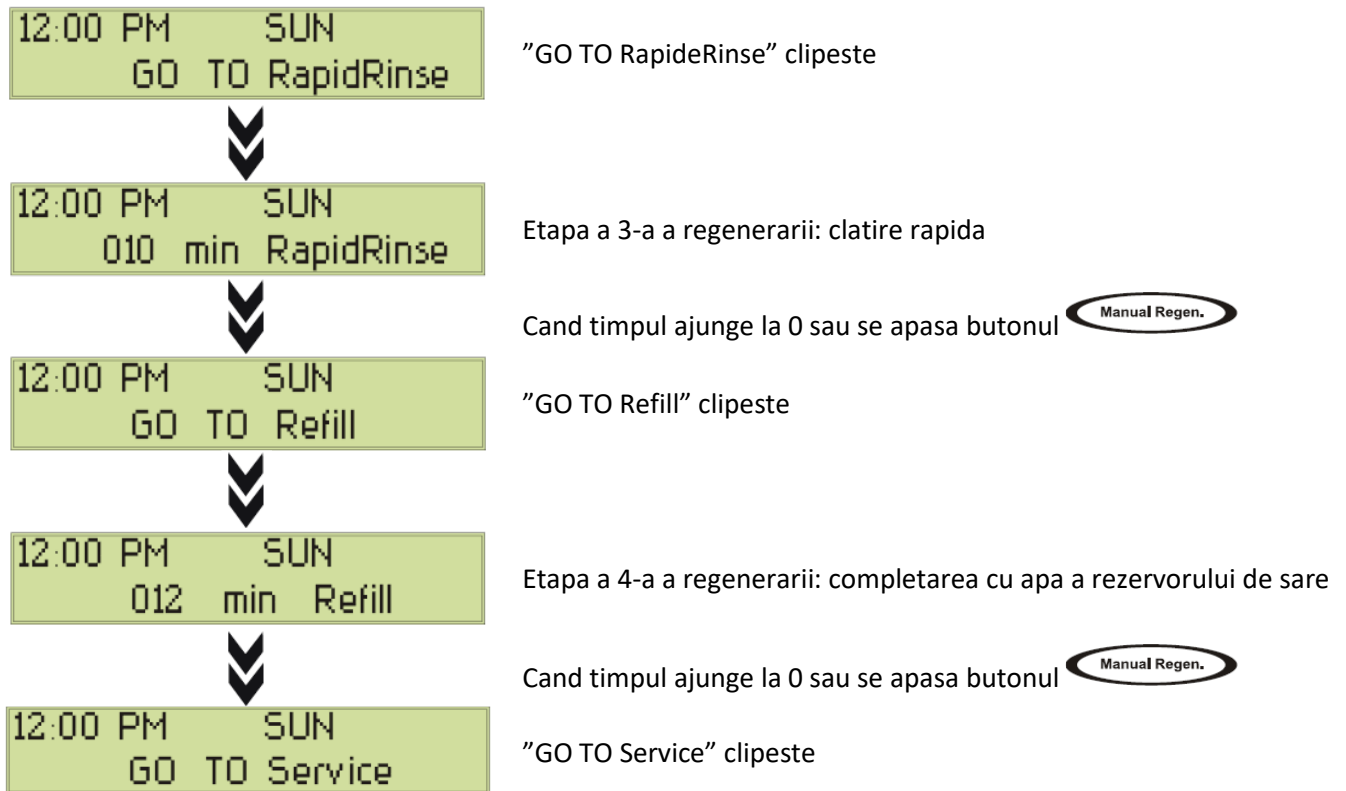 12:00 PM SUN
GO TO RapidRinse
”GO TO RapideRinse” clipeste
12:00 PM SUN
010 min RapidRinse
Etapa a 3-a a regenerarii: clatire rapida
Cand timpul ajunge la 0 sau se apasa butonul Manual Regen.
12:00 PM SUN
GO TO Refill
”GO TO Refill” clipeste
12:00 PM SUN
012 min Refill
Etapa a 4-a a regenerarii: completarea cu apa a rezervorului de sare
Cand timpul ajunge la 0 sau se apasa butonul Manual Regen.
12:00 PM SUN
GO TO Service
”GO TO Service” clipeste